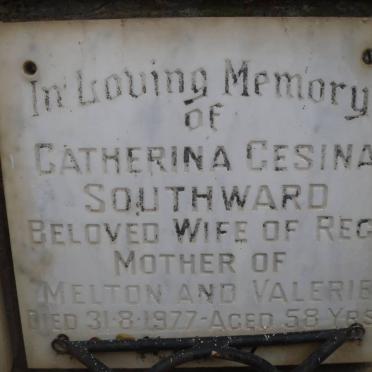 In Loving Memory
of
Catherina Cesina
Southward
Beloved Wife of Reg
Mother of
Melton and Valerie
Died 31·8·1977-Aged 58 Yrs